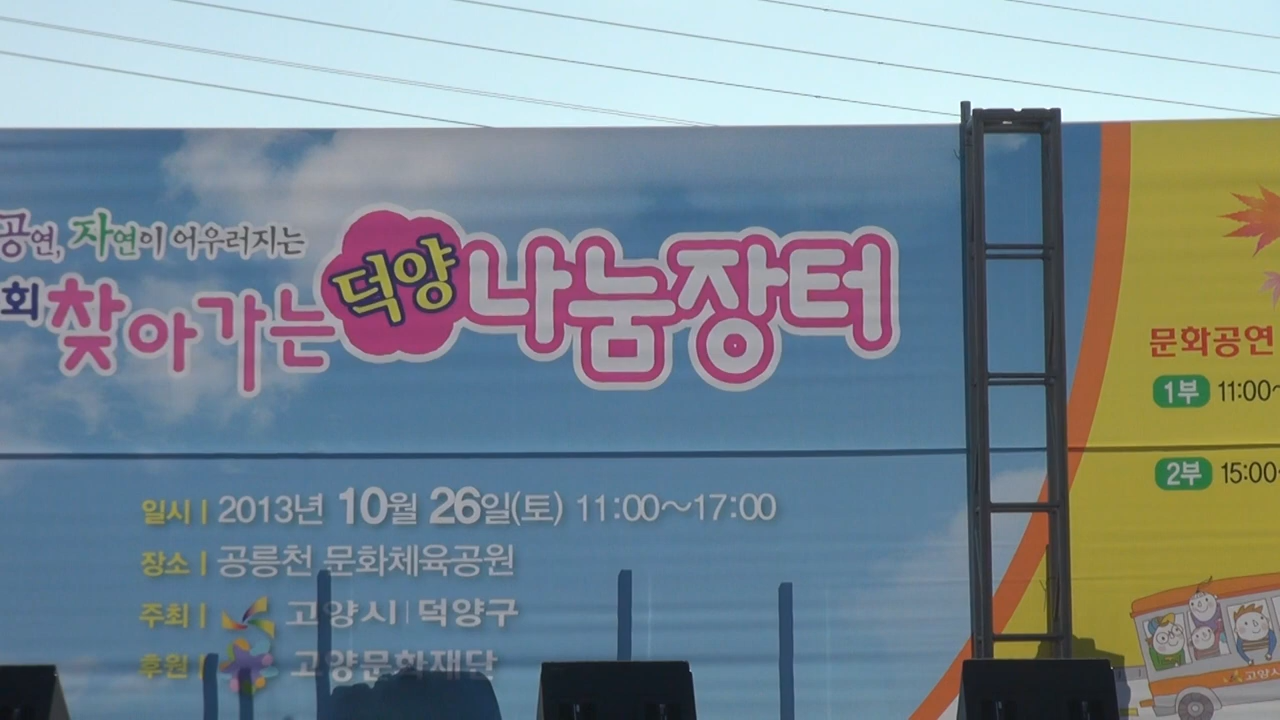 공연, 자연이 어우러지는
회 찾아가는 덕양 나눔장터
일시 | 2013년 10월 26일(토) 11:00~17:00
장소 | 공릉천 문화체육공원
주최 | 고양시 | 덕양구
후원 | 고양문화재단
문화공연
1부 11:00~
2부 15:00
고양시